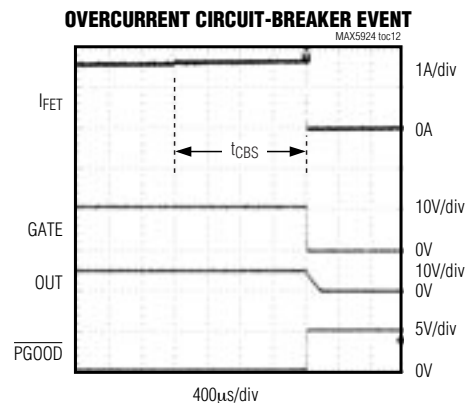 OVERCURRENT CIRCUIT-BREAKER EVENT
MAX5924 toc12
IFET
1A/div
0A
tCBS
GATE
10V/div
0V
OUT
10V/div
0V
PGOOD
5V/div
0V
400µs/div